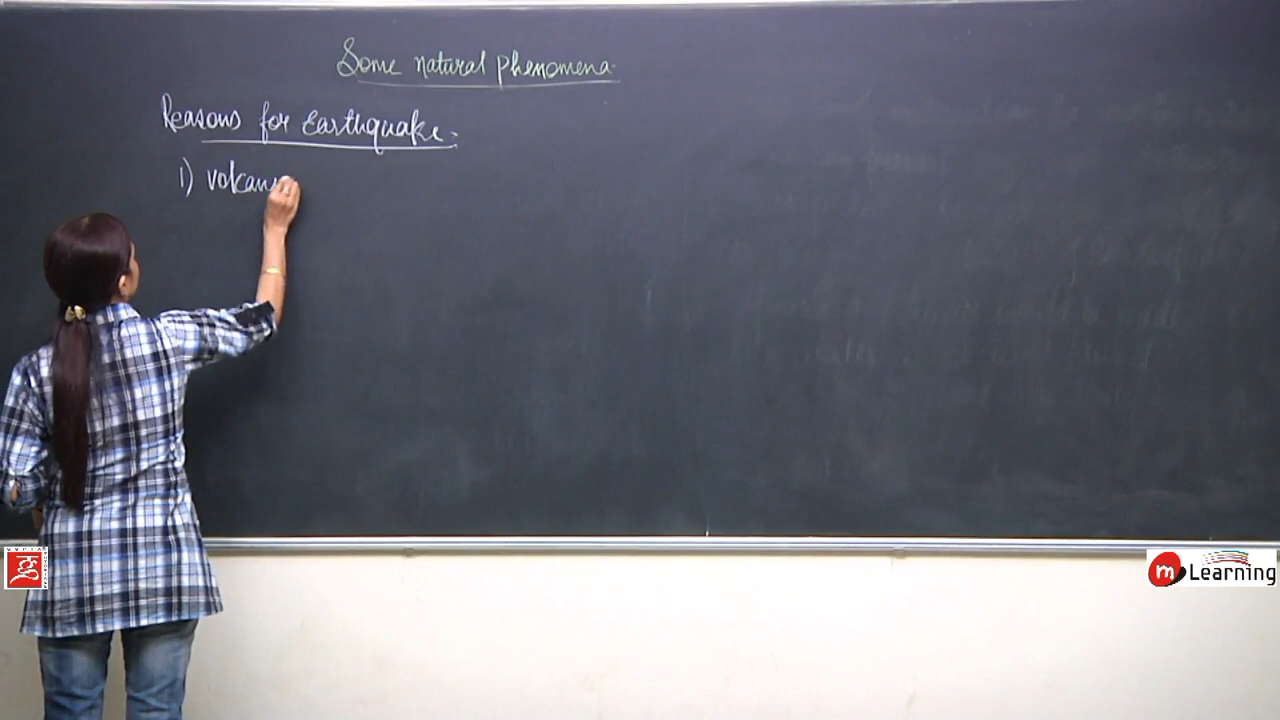 Some natural phenomena.
Reasons for Earthquake.
1) volcan
m Learning